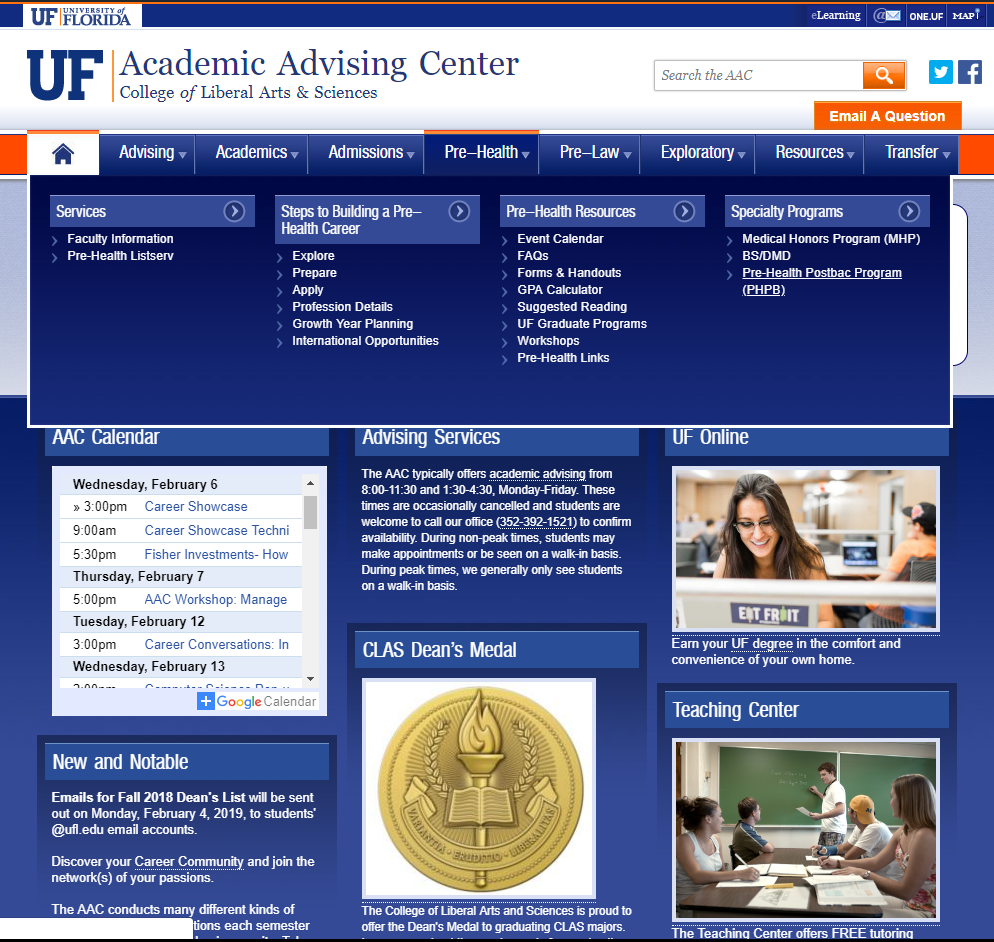 UF UNIVERSITY of FLORIDA
eLearning
@
ONE.UF
MAP
UF Academic Advising Center
College of Liberal Arts & Sciences
Search the AAC
Email A Question
Advising
Academics
Admissions
Pre–Health
Pre–Law
Exploratory
Resources
Transfer
Services
Faculty Information
Pre-Health Listserv
Steps to Building a Pre–
Health Career
Explore
Prepare
Apply
Profession Details
Growth Year Planning
International Opportunities
Pre–Health Resources
Event Calendar
FAQs
Forms & Handouts
GPA Calculator
Suggested Reading
UF Graduate Programs
Workshops
Pre-Health Links
Specialty Programs
Medical Honors Program (MHP)
BS/DMD
Pre-Health Postbac Program
(PHPB)
AAC Calendar
Wednesday, February 6
» 3:00pm Career Showcase
9:00am Career Showcase Techni
5:30pm Fisher Investments- How
Thursday, February 7
5:00pm AAC Workshop: Manage
Tuesday, February 12
3:00pm Career Conversations: In
Wednesday, February 13
Google Calendar
New and Notable
Emails for Fall 2018 Dean's List will be sent
out on Monday, February 4, 2019, to students'
@ufl.edu email accounts.
Discover your Career Community and join the
network(s) of your passions.
The AAC conducts many different kinds of
tions each semester
Advising Services
The AAC typically offers academic advising from
8:00-11:30 and 1:30-4:30, Monday-Friday. These
times are occasionally cancelled and students are
welcome to call our office (352-392-1521) to confirm
availability. During non-peak times, students may
make appointments or be seen on a walk-in basis.
During peak times, we generally only see students
on a walk-in basis.
CLAS Dean's Medal
VARIANTIA · ERUDITIO · LIBERALITAS
The College of Liberal Arts and Sciences is proud to
offer the Dean's Medal to graduating CLAS majors.
UF Online
EAT FRUIT
Earn your UF degree in the comfort and
convenience of your own home.
Teaching Center
The Teaching Center offers FREE tutoring